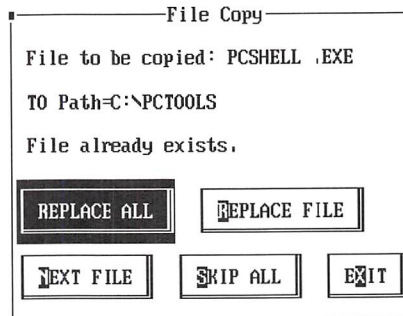 File Copy
File to be copied: PCSHELL .EXE
TO Path=C:\PCTOOLS
File already exists.
REPLACE ALL
REPLACE FILE
NEXT FILE
SKIP ALL
EXIT